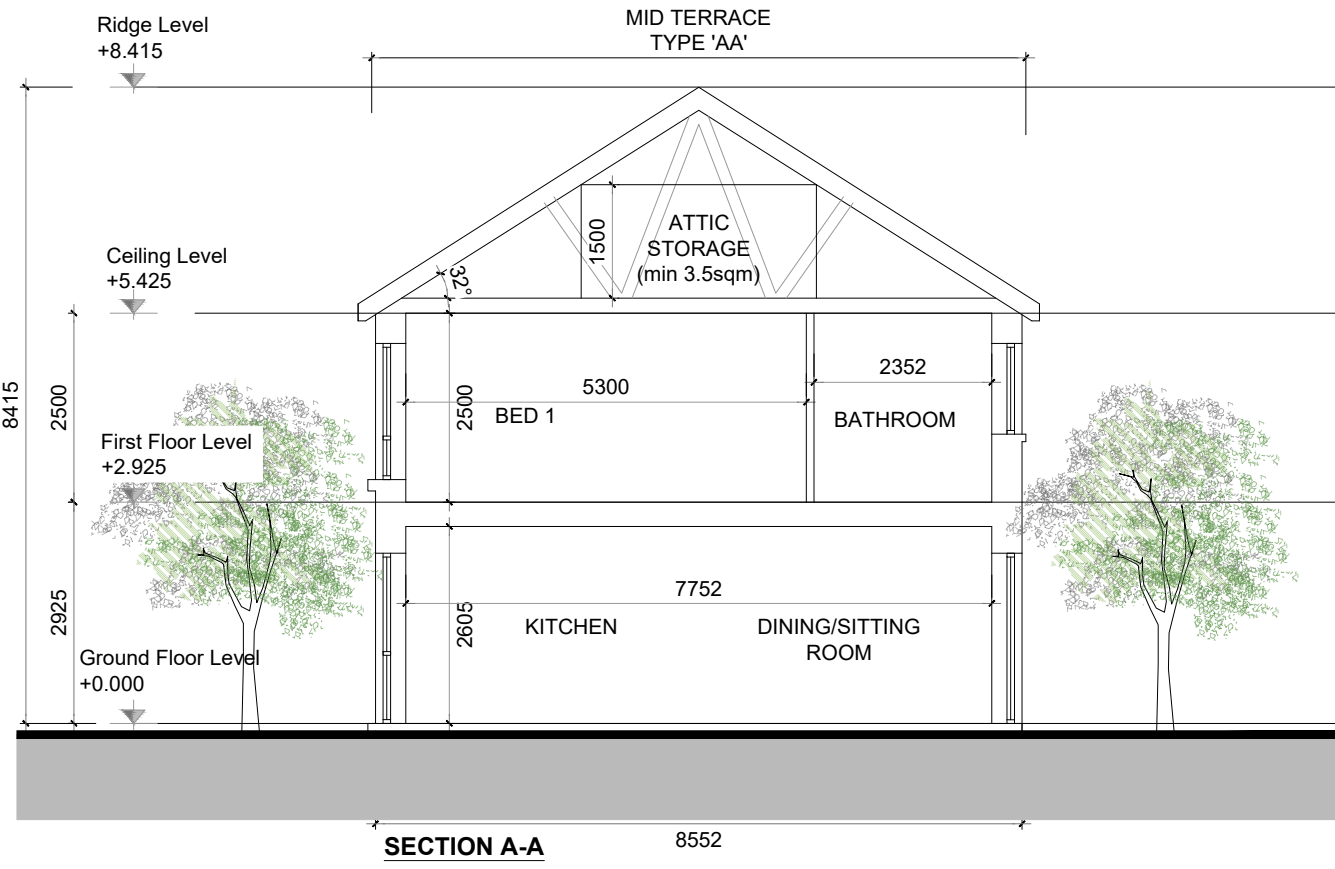 MID TERRACE
TYPE 'AA'
Ridge Level
+8.415
ATTIC
STORAGE
(min 3.5sqm)
1500
Ceiling Level
+5.425
32°
8415
2500
2500
5300
2352
BED 1
BATHROOM
First Floor Level
+2.925
2925
2605
7752
KITCHEN
DINING/SITTING
ROOM
Ground Floor Level
+0.000
SECTION A-A
8552